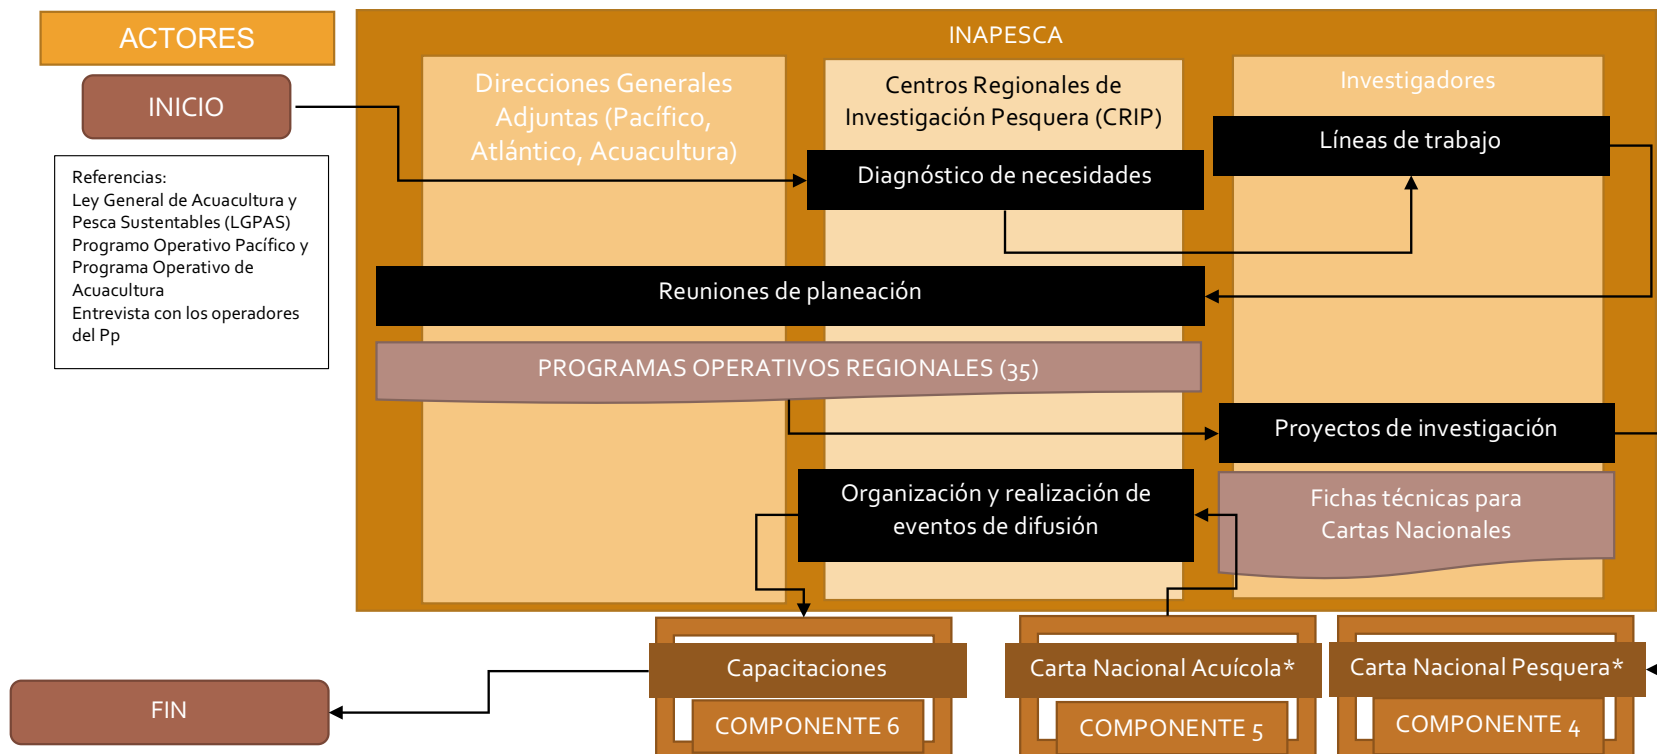 ACTORES
INICIO
Referencias:
Ley General de Acuacultura y
Pesca Sustentables (LGPAS)
Programo Operativo Pacífico y
Programa Operativo de
Acuacultura
Entrevista con los operadores
del Pp
INAPESCA
Direcciones Generales
Adjuntas (Pacífico,
Atlántico, Acuacultura)
Centros Regionales de
Investigación Pesquera (CRIP)
Investigadores
Diagnóstico de necesidades
Líneas de trabajo
Reuniones de planeación
PROGRAMAS OPERATIVOS REGIONALES (35)
Proyectos de investigación
Organización y realización de
eventos de difusión
Fichas técnicas para
Cartas Nacionales
Capacitaciones
COMPONENTE 6
Carta Nacional Acuícola*
COMPONENTE 5
Carta Nacional Pesquera*
COMPONENTE 4
FIN